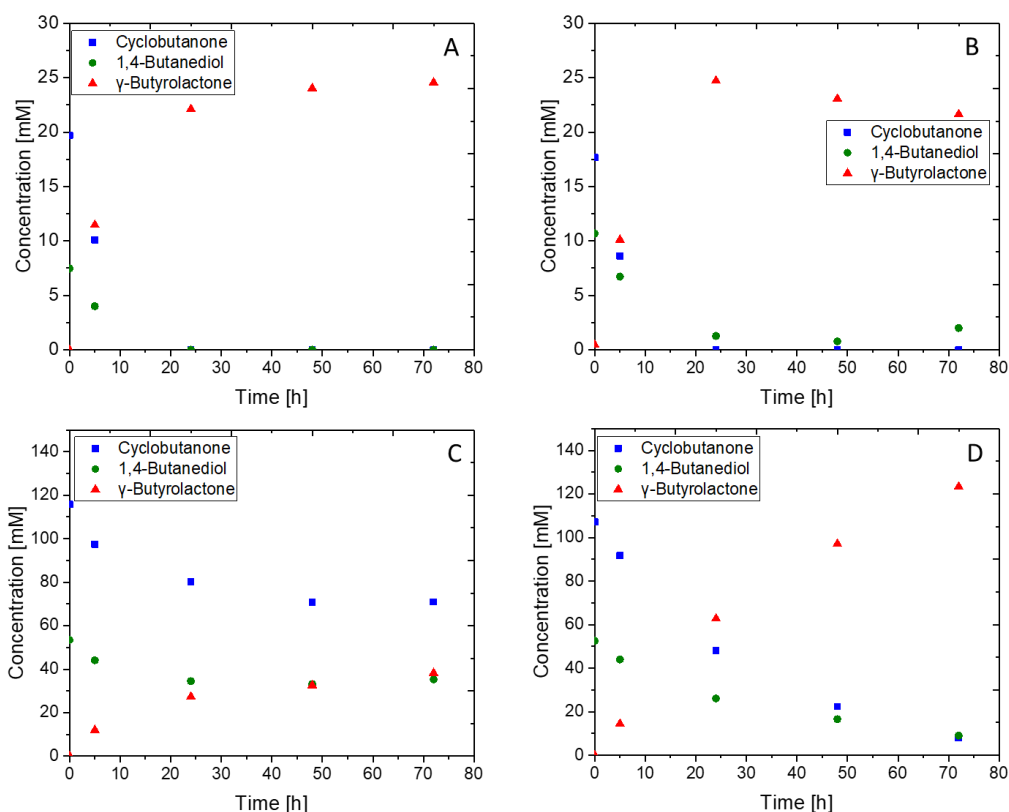 A
Cyclobutanone
1,4-Butanediol
γ-Butyrolactone
30
25
20
15
10
5
0
Concentration [mM]
0 10 20 30 40 50 60 70 80
Time [h]
B
Cyclobutanone
1,4-Butanediol
γ-Butyrolactone
30
25
20
15
10
5
0
Concentration [mM]
0 10 20 30 40 50 60 70 80
Time [h]
C
Cyclobutanone
1,4-Butanediol
γ-Butyrolactone
140
120
100
80
60
40
20
0
Concentration [mM]
0 10 20 30 40 50 60 70 80
Time [h]
D
Cyclobutanone
1,4-Butanediol
γ-Butyrolactone
140
120
100
80
60
40
20
0
Concentration [mM]
0 10 20 30 40 50 60 70 80
Time [h]